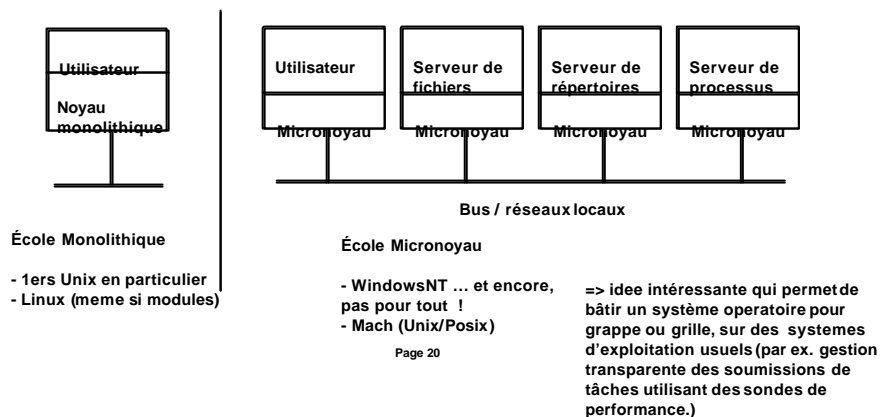 Utilisateur
Noyau
monolithique
Utilisateur
Micronoyau
Serveur de
fichiers
Micronoyau
Serveur de
répertoires
Micronoyau
Serveur de
processus
Micronoyau
Bus / réseaux locaux
École Monolithique
- 1ers Unix en particulier
- Linux (meme si modules)
École Micronoyau
- WindowsNT … et encore,
pas pour tout !
- Mach (Unix/Posix)
=> idee intéressante qui permet de
bâtir un système operatoire pour
grappe ou grille, sur des systemes
d'exploitation usuels (par ex. gestion
transparente des soumissions de
tâches utilisant des sondes de
performance.)
Page 20